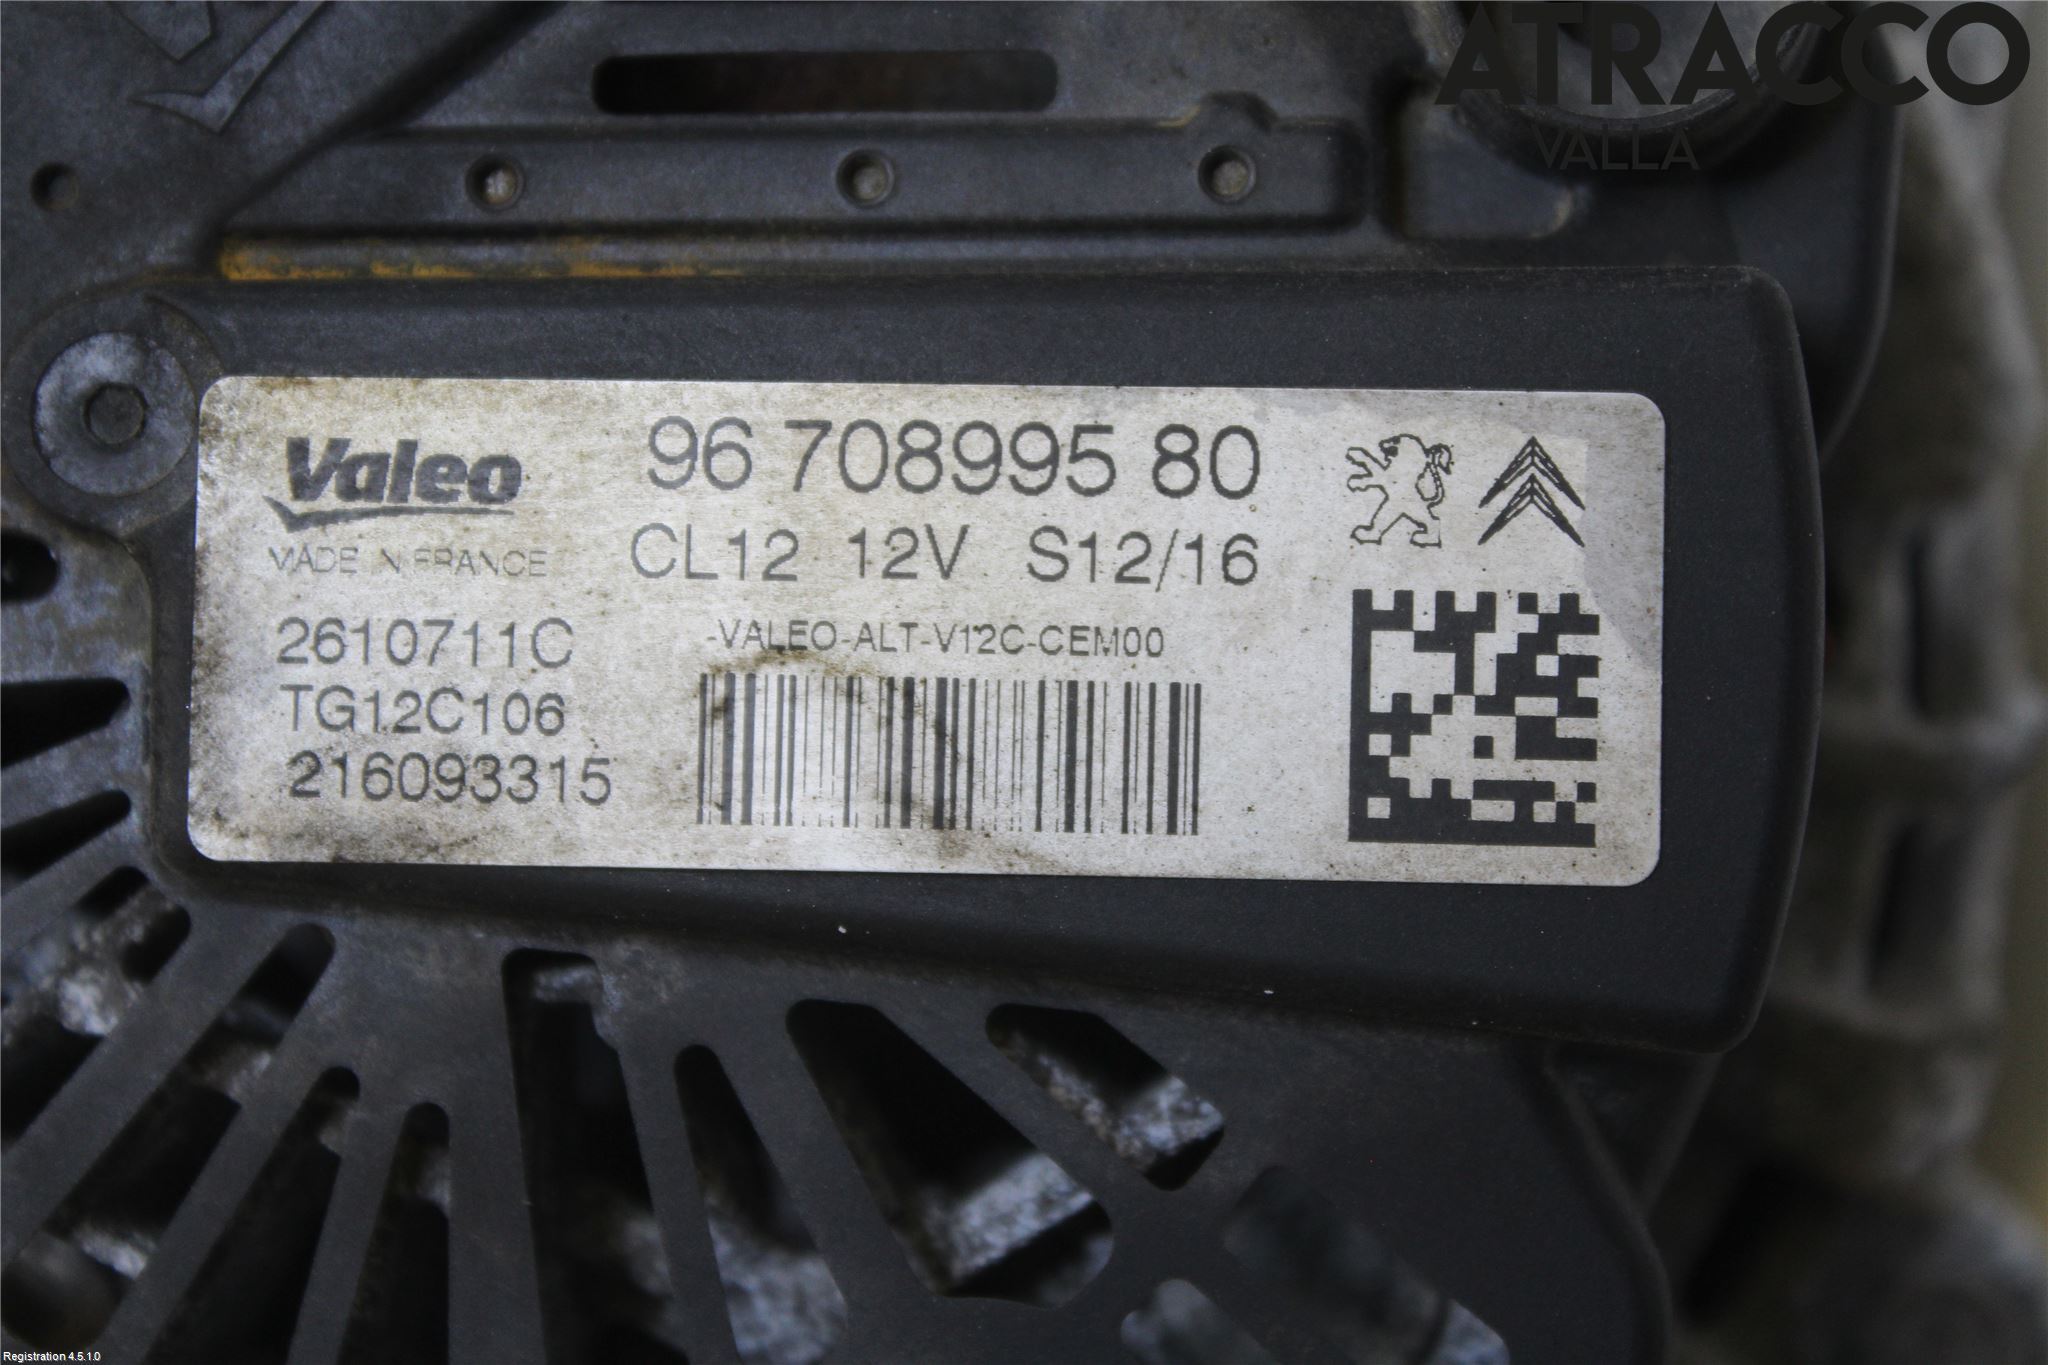 ATRACCO
VALLA
Valeo
MADE IN FRANCE
96 708995 80
CL12 12V S12/16
2610711C
TG12C106
216093315
-VALEO-ALT-V12C-CEM00
Registration 4.5.1.0